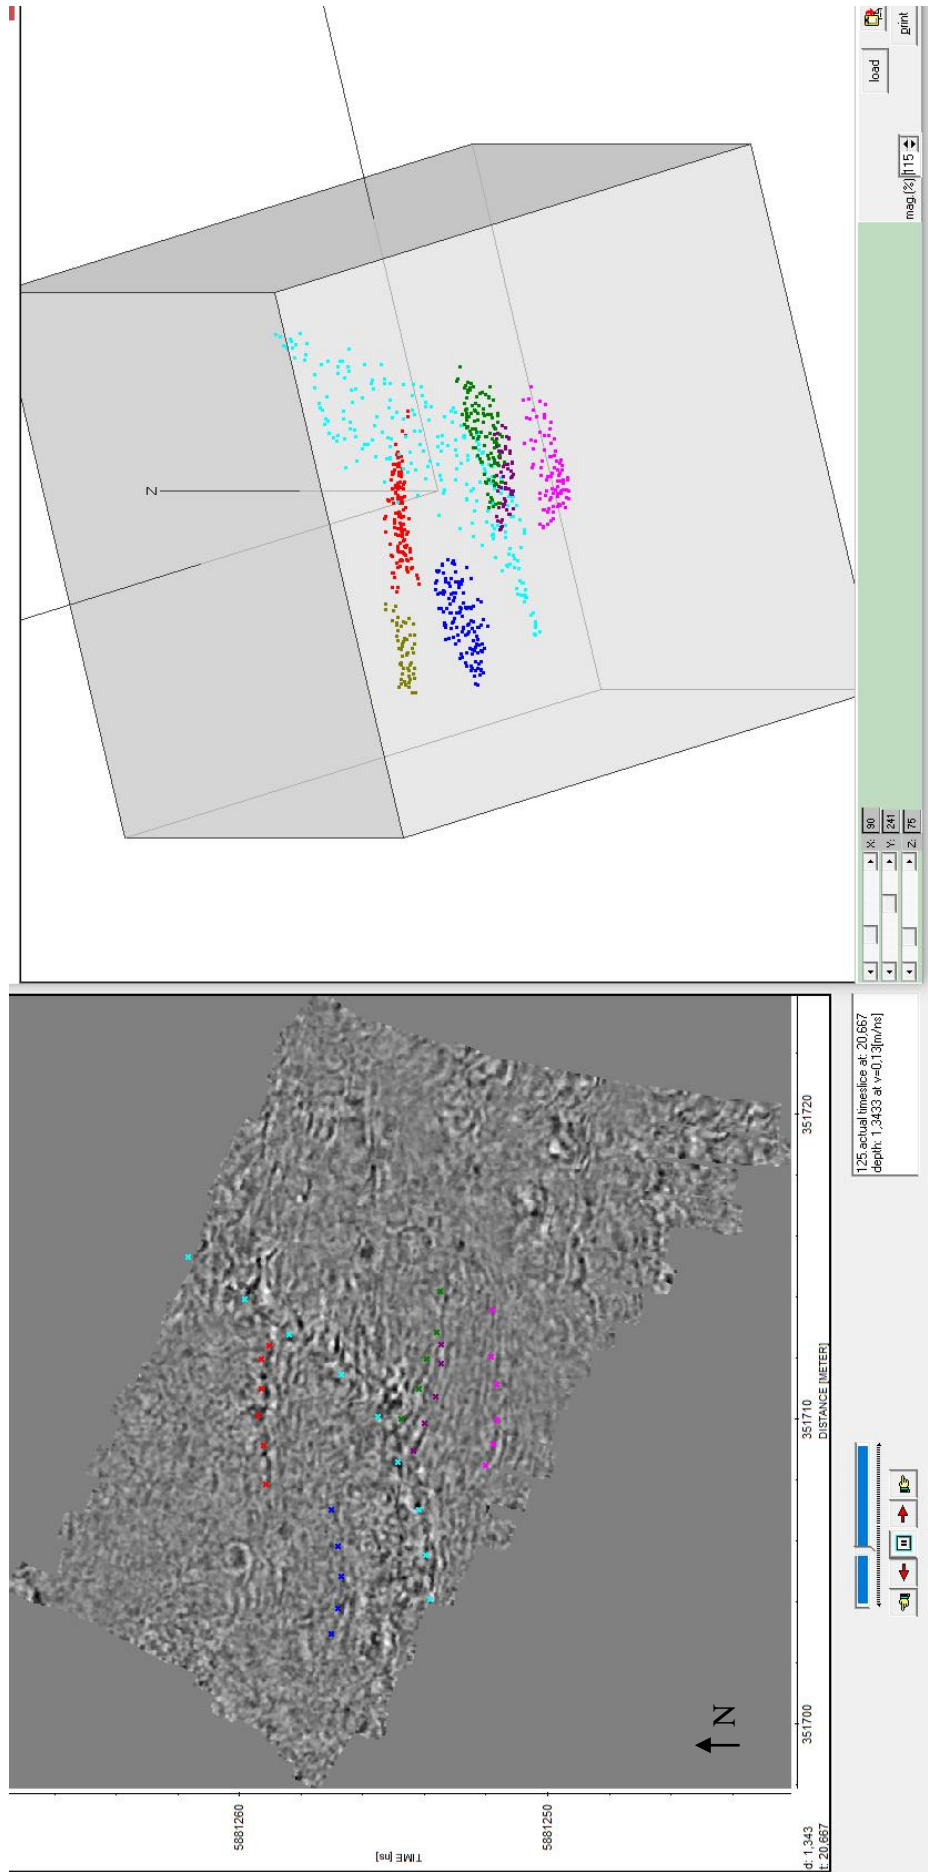 5881260
5881250
TIME [ns]
N
351700
351710
351720
DISTANCE [METER]
d: 1,343
t: 20,667
125.actual timeslice at: 20,667
depth: 1,3433 at v=0,13[m/ns]
Z
X: 90
Y: 241
Z: 75
mag.(%) 115
load
print